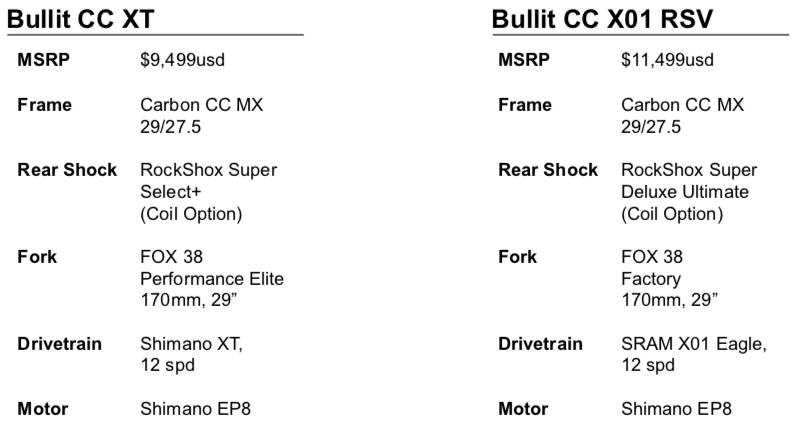 Bullit CC XT
MSRP $9,499usd
Frame Carbon CC MX
29/27.5
Rear Shock RockShox Super
Select+
(Coil Option)
Fork FOX 38
Performance Elite
170mm, 29”
Drivetrain Shimano XT,
12 spd
Motor Shimano EP8
Bullit CC X01 RSV
MSRP $11,499usd
Frame Carbon CC MX
29/27.5
Rear Shock RockShox Super
Deluxe Ultimate
(Coil Option)
Fork FOX 38
Factory
170mm, 29”
Drivetrain SRAM X01 Eagle,
12 spd
Motor Shimano EP8